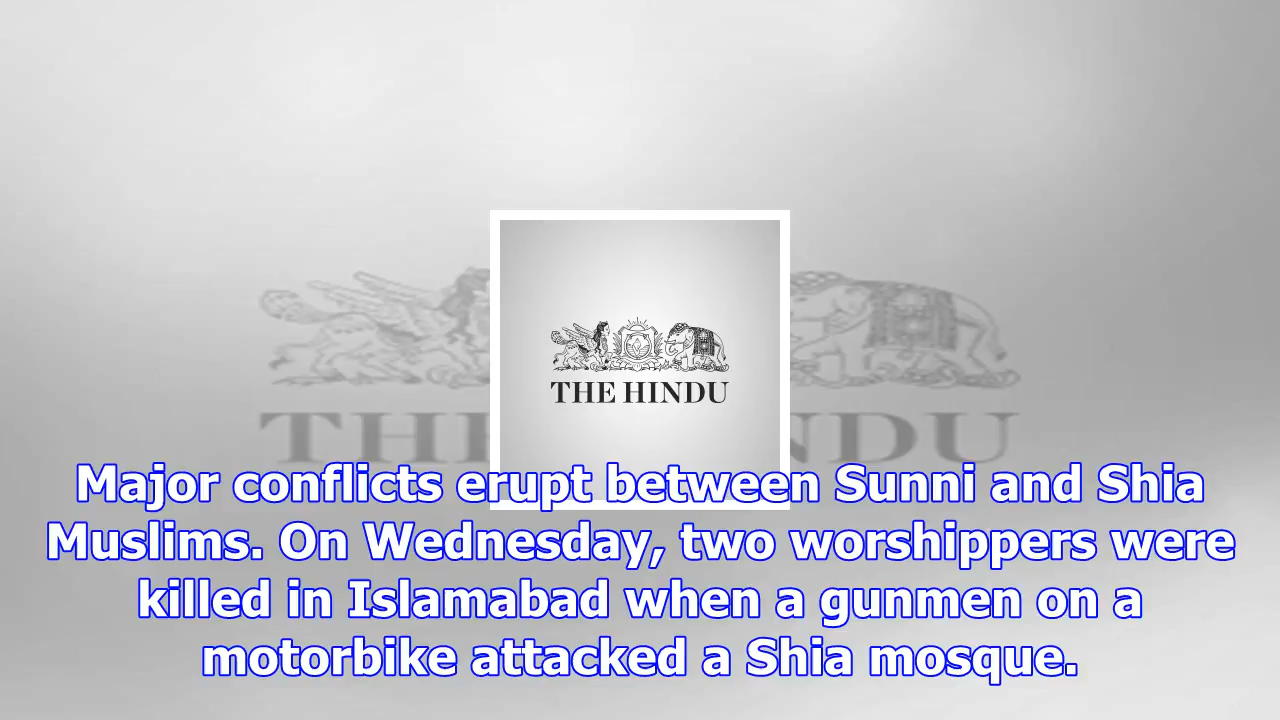 THE HINDU
Major conflicts erupt between Sunni and Shia
Muslims. On Wednesday, two worshippers were
killed in Islamabad when a gunmen on a
motorbike attacked a Shia mosque.